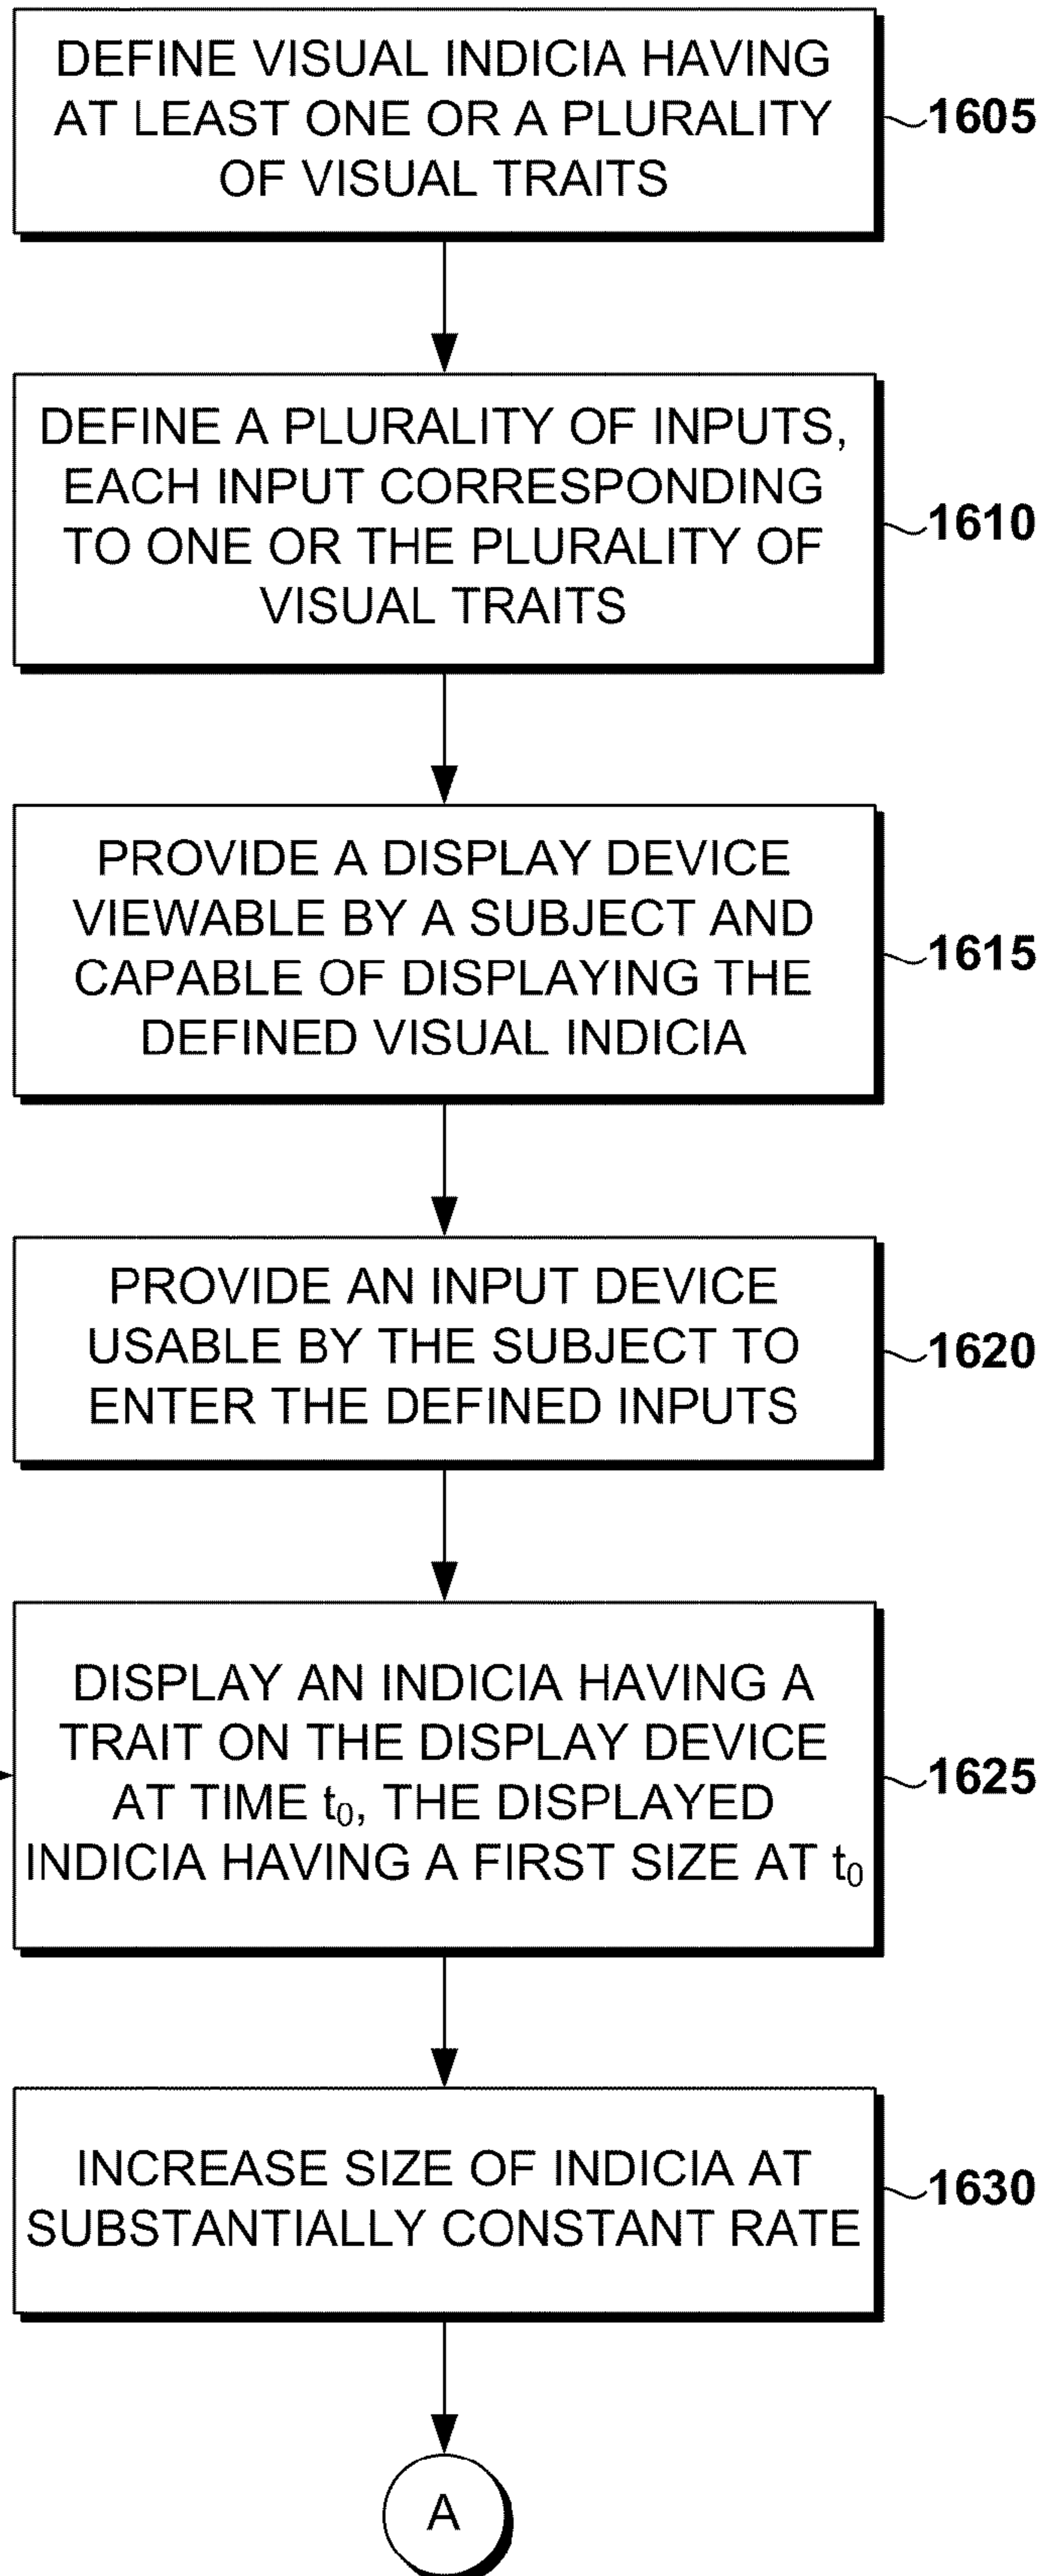 DEFINE VISUAL INDICIA HAVING
AT LEAST ONE OR A PLURALITY
OF VISUAL TRAITS
1605
DEFINE A PLURALITY OF INPUTS,
EACH INPUT CORRESPONDING
TO ONE OR THE PLURALITY OF
VISUAL TRAITS
1610
PROVIDE A DISPLAY DEVICE
VIEWABLE BY A SUBJECT AND
CAPABLE OF DISPLAYING THE
DEFINED VISUAL INDICIA
1615
PROVIDE AN INPUT DEVICE
USABLE BY THE SUBJECT TO
ENTER THE DEFINED INPUTS
1620
DISPLAY AN INDICIA HAVING A
TRAIT ON THE DISPLAY DEVICE
AT TIME t₀, THE DISPLAYED
INDICIA HAVING A FIRST SIZE AT t₀
1625
INCREASE SIZE OF INDICIA AT
SUBSTANTIALLY CONSTANT RATE
1630
A